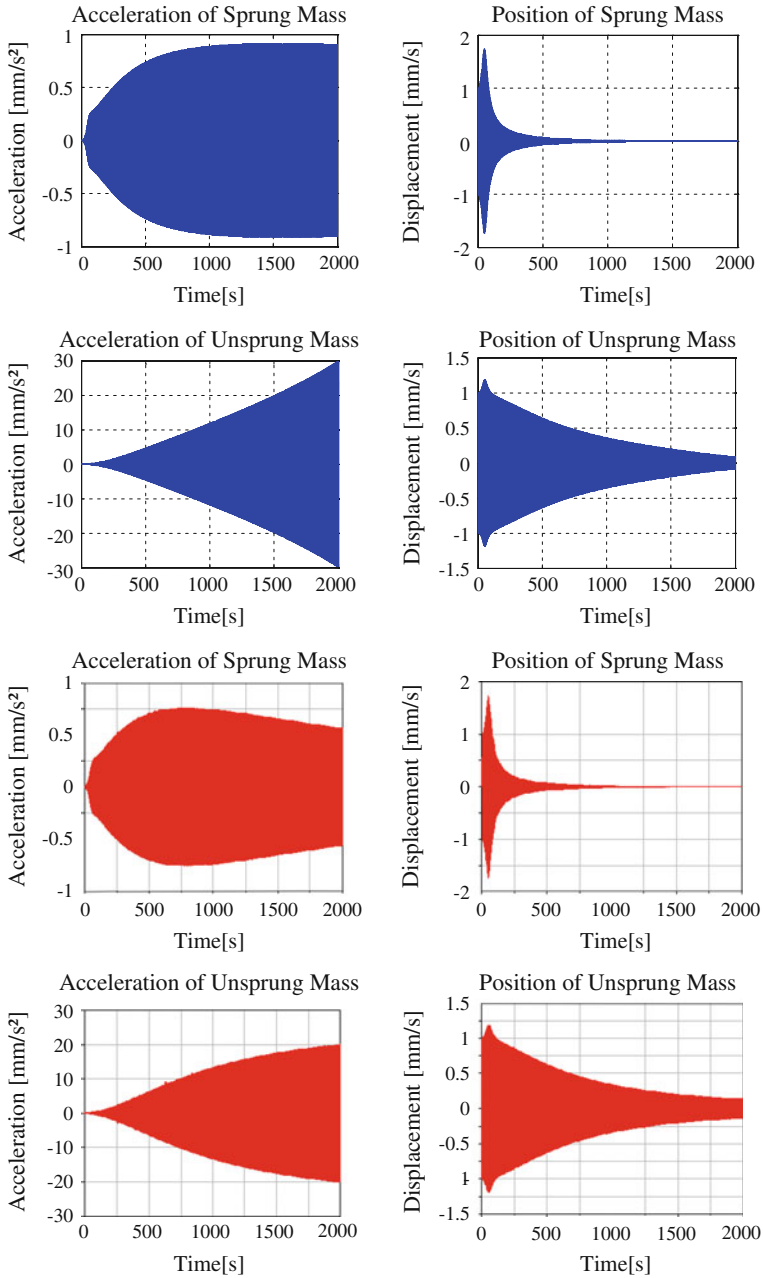 Acceleration of Sprung Mass
Acceleration [mm/s²]
1
0.5
0
-0.5
-1
0 500 1000 1500 2000
Time[s]
Position of Sprung Mass
Displacement [mm/s]
2
1
0
-1
-2
0 500 1000 1500 2000
Time[s]
Acceleration of Unsprung Mass
Acceleration [mm/s²]
30
20
10
0
-10
-20
-30
0 500 1000 1500 2000
Time[s]
Position of Unsprung Mass
Displacement [mm/s]
1.5
1
0.5
0
-0.5
-1
-1.5
0 500 1000 1500 2000
Time[s]
Acceleration of Sprung Mass
Acceleration [mm/s²]
1
0.5
0
-0.5
-1
0 500 1000 1500 2000
Time[s]
Position of Sprung Mass
Displacement [mm/s]
2
1
0
-1
-2
0 500 1000 1500 2000
Time[s]
Acceleration of Unsprung Mass
Acceleration [mm/s²]
30
20
10
0
-10
-20
-30
0 500 1000 1500 2000
Time[s]
Position of Unsprung Mass
Displacement [mm/s]
1.5
1
0.5
0
-0.5
1
-1.5
0 500 1000 1500 2000
Time[s]